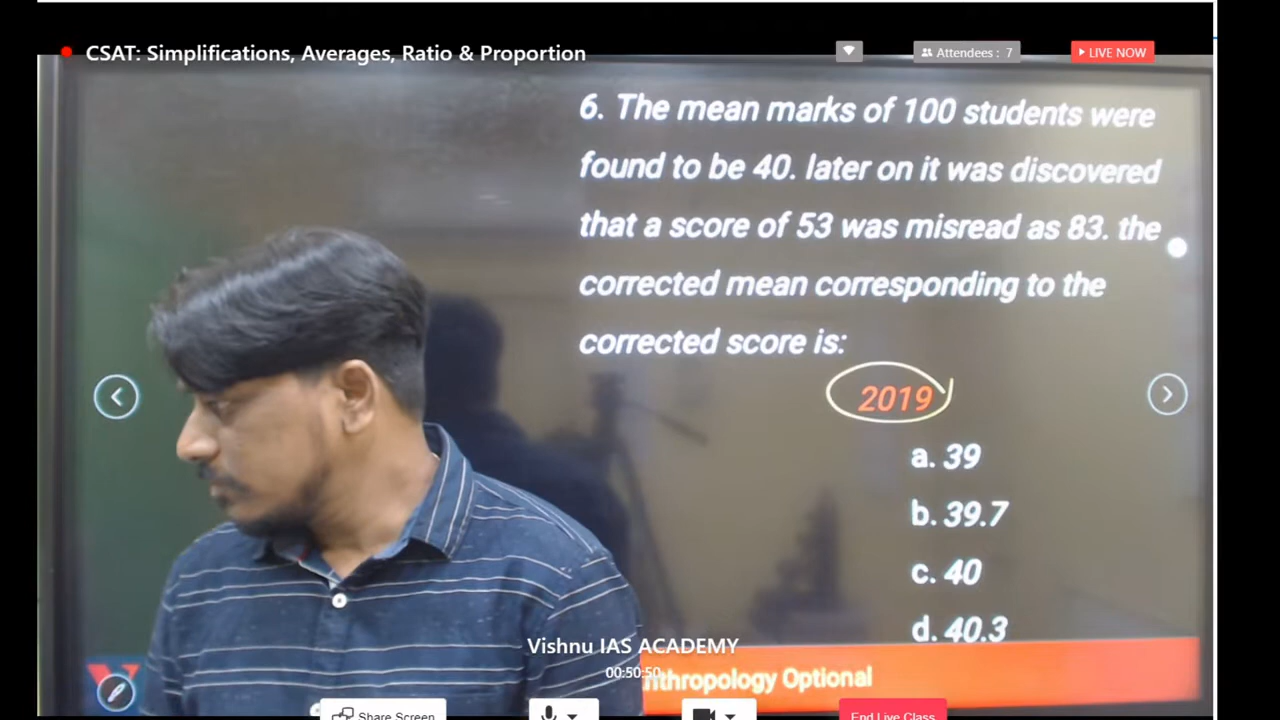 CSAT: Simplifications, Averages, Ratio & Proportion
Attendees : 7
LIVE NOW
6. The mean marks of 100 students were
found to be 40. later on it was discovered
that a score of 53 was misread as 83. the
corrected mean corresponding to the
corrected score is:
2019
a. 39
b. 39.7
c. 40
d. 40.3
Vishnu IAS ACADEMY
00:50:50
nthropology Optional
Share Screen
End Live Class